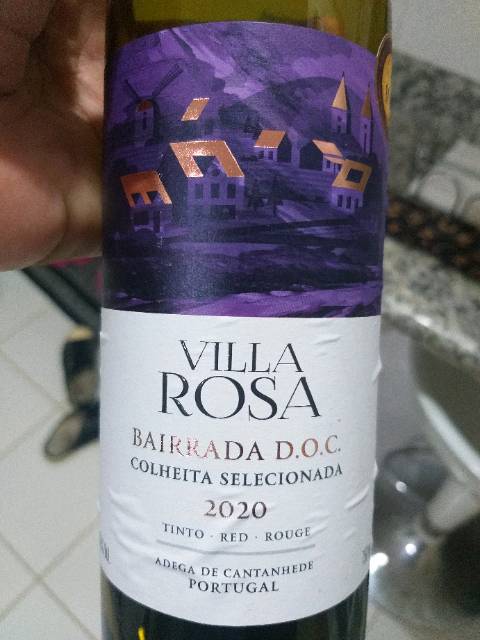 VILLA
ROSA
BAIRRADA D.O.C.
COLHEITA SELECIONADA
2020
TINTO · RED · ROUGE
ADEGA DE CANTANHEDE
PORTUGAL